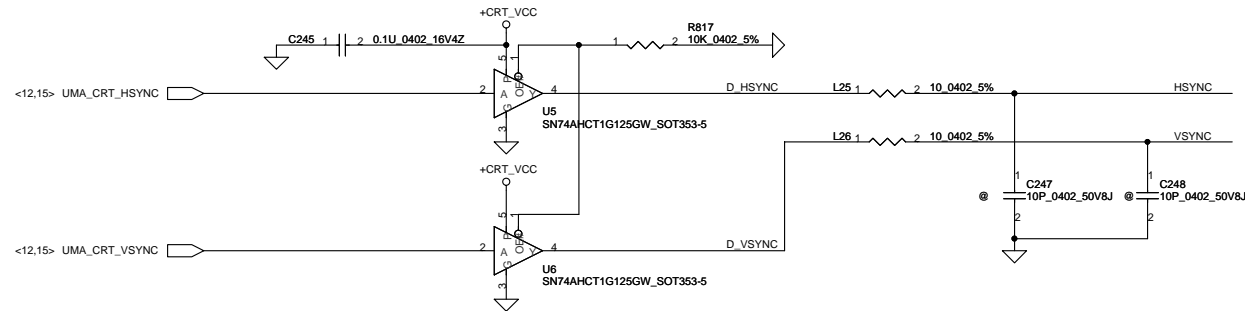 +CRT_VCC
C245 1 2 0.1U_0402_16V4Z
R817
1 2 10K_0402_5%
5 1
P OE#
<12,15> UMA_CRT_HSYNC 2 A Y 4 D_HSYNC L25 1 2 10_0402_5% HSYNC
G
3
U5
SN74AHCT1G125GW_SOT353-5
L26 1 2 10_0402_5% VSYNC
+CRT_VCC
1 C247 1 C248
@ 10P_0402_50V8J @ 10P_0402_50V8J
2 2
5 1
P OE#
<12,15> UMA_CRT_VSYNC 2 A Y 4 D_VSYNC
G
3
U6
SN74AHCT1G125GW_SOT353-5